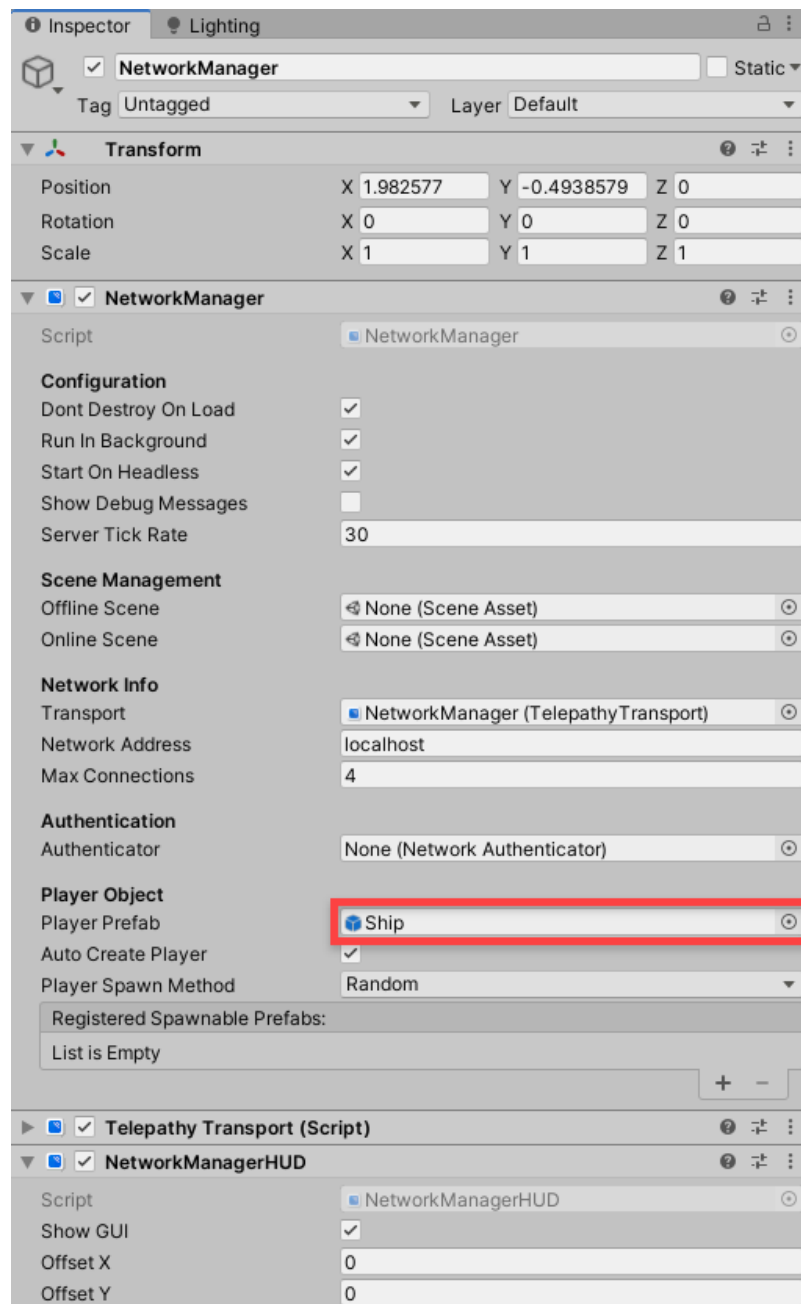 Inspector Lighting
NetworkManager Static
Tag Untagged Layer Default
Transform
Position X 1.982577 Y -0.4938579 Z 0
Rotation X 0 Y 0 Z 0
Scale X 1 Y 1 Z 1
NetworkManager
Script NetworkManager
Configuration
Dont Destroy On Load
Run In Background
Start On Headless
Show Debug Messages
Server Tick Rate 30
Scene Management
Offline Scene None (Scene Asset)
Online Scene None (Scene Asset)
Network Info
Transport NetworkManager (TelepathyTransport)
Network Address localhost
Max Connections 4
Authentication
Authenticator None (Network Authenticator)
Player Object
Player Prefab Ship
Auto Create Player
Player Spawn Method Random
Registered Spawnable Prefabs:
List is Empty
Telepathy Transport (Script)
NetworkManagerHUD
Script NetworkManagerHUD
Show GUI
Offset X 0
Offset Y 0